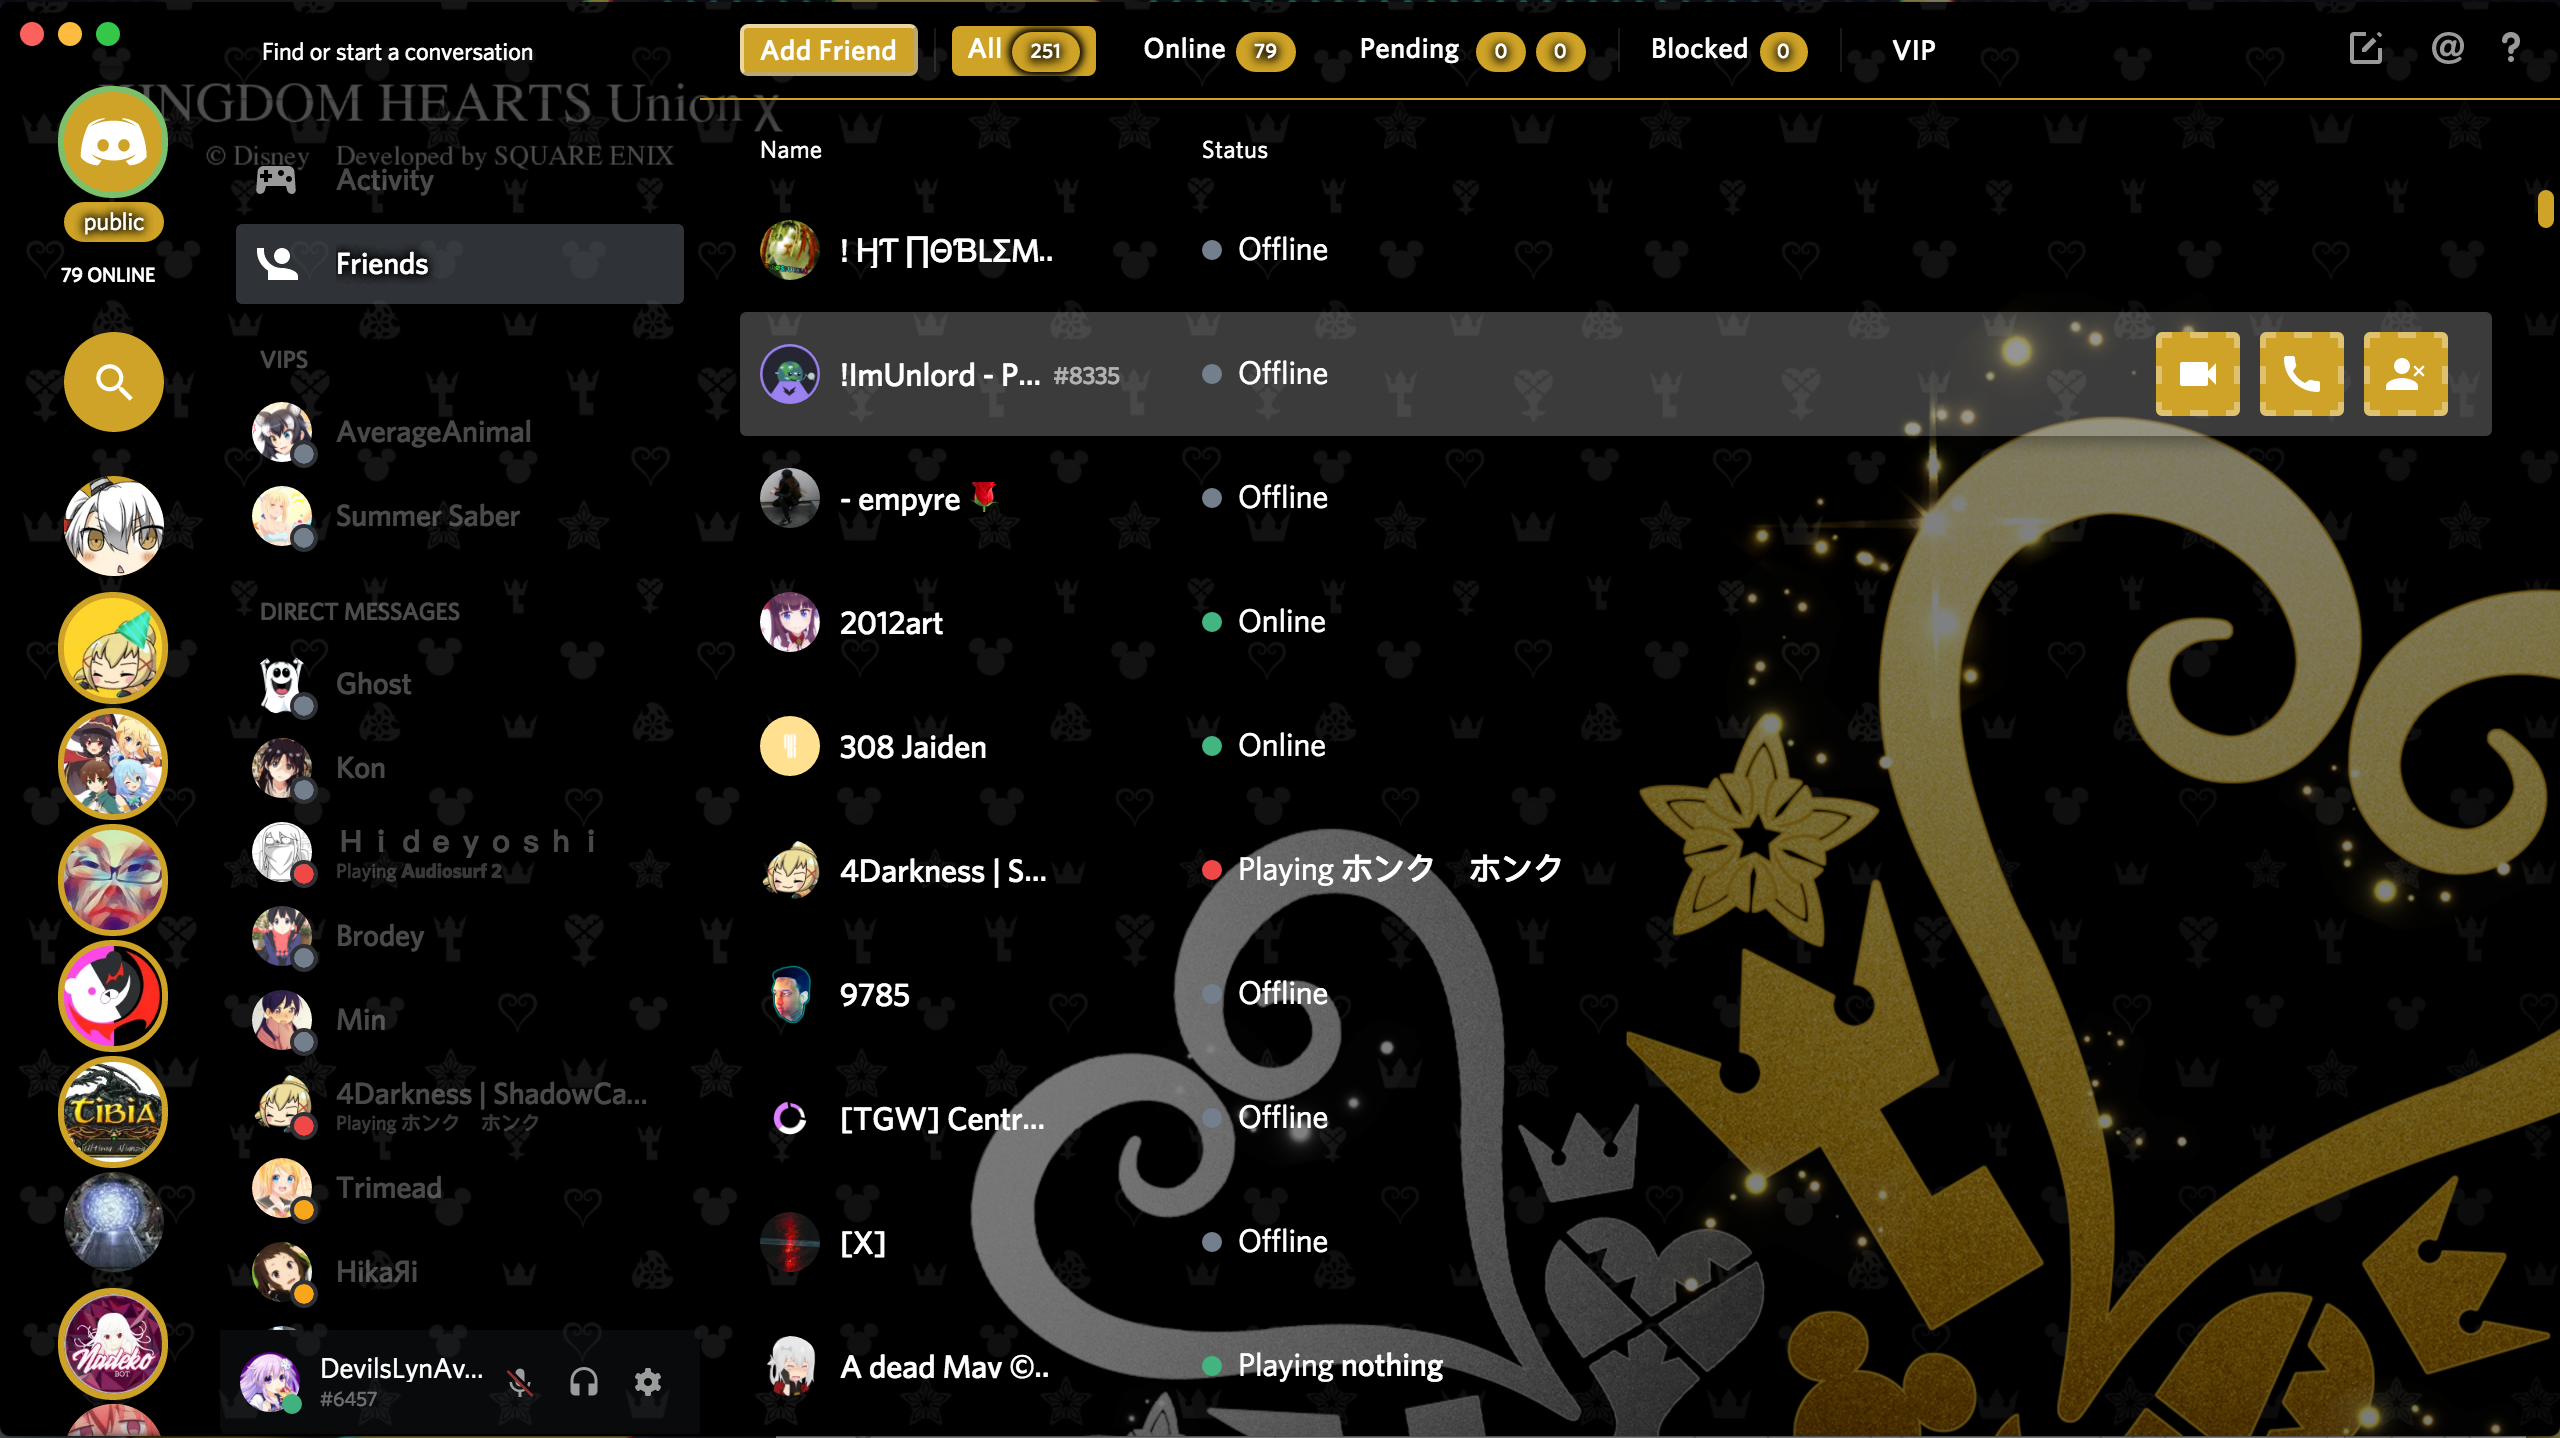 Find or start a conversation
Add Friend
All 251
Online 79
Pending 0 0
Blocked 0
VIP
@
?
KINGDOM HEARTS Union χ
© Disney Developed by SQUARE ENIX
public
79 ONLINE
Activity
Friends
VIPS
AverageAnimal
Summer Saber
DIRECT MESSAGES
Ghost
Kon
Ｈｉｄｅｙｏｓｈｉ
Playing Audiosurf 2
Brodey
Min
4Darkness | ShadowCa...
Playing ホンク　ホンク
Trimead
HikaЯi
TIBIA
Nadeko
BOT
DevilsLynAv...
#6457
Name Status
Offline
!ImUnlord - P... #8335 Offline
- empyre 🌹 Offline
2012art Online
308 Jaiden Online
4Darkness | S... Playing ホンク　ホンク
9785 Offline
[TGW] Centr... Offline
[X] Offline
A dead Mav ©.. Playing nothing